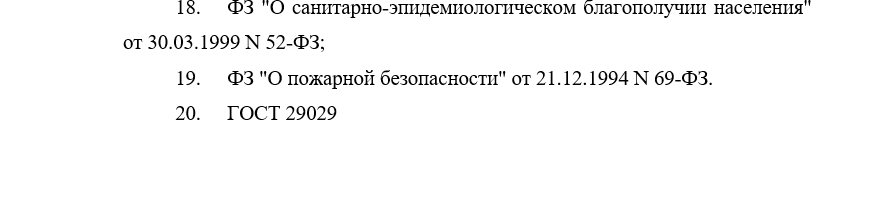 18. ФЗ "О санитарно-эпидемиологическом благополучии населения"
от 30.03.1999 N 52-ФЗ;
19. ФЗ "О пожарной безопасности" от 21.12.1994 N 69-ФЗ.
20. ГОСТ 29029